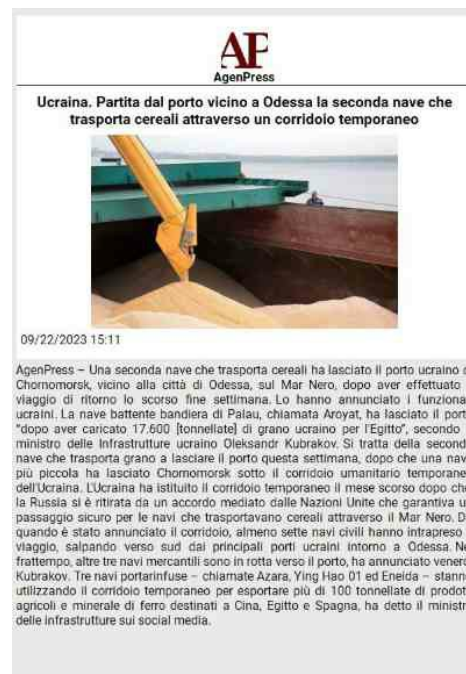 AP
AgenPress
Ucraina. Partita dal porto vicino a Odessa la seconda nave che
trasporta cereali attraverso un corridoio temporaneo
09/22/2023 15:11
AgenPress – Una seconda nave che trasporta cereali ha lasciato il porto ucraino d
Chornomorsk, vicino alla città di Odessa, sul Mar Nero, dopo aver effettuato
viaggio di ritorno lo scorso fine settimana. Lo hanno annunciato i funziona
ucraini. La nave battente bandiera di Palau, chiamata Aroyat, ha lasciato il port
"dopo aver caricato 17.600 [tonnellate] di grano ucraino per l'Egitto", secondo
ministro delle Infrastrutture ucraino Oleksandr Kubrakov. Si tratta della second
nave che trasporta grano a lasciare il porto questa settimana, dopo che una nav
più piccola ha lasciato Chornomorsk sotto il corridoio umanitario temporane
dell'Ucraina. L'Ucraina ha istituito il corridoio temporaneo il mese scorso dopo ch
la Russia si è ritirata da un accordo mediato dalle Nazioni Unite che garantiva u
passaggio sicuro per le navi che trasportavano cereali attraverso il Mar Nero. D
quando è stato annunciato il corridoio, almeno sette navi civili hanno intrapreso
viaggio, salpando verso sud dai principali porti ucraini intorno a Odessa. Ne
frattempo, altre tre navi mercantili sono in rotta verso il porto, ha annunciato venerd
Kubrakov. Tre navi portarinfuse – chiamate Azara, Ying Hao 01 ed Eneida – stann
utilizzando il corridoio temporaneo per esportare più di 100 tonnellate di prodot
agricoli e minerale di ferro destinati a Cina, Egitto e Spagna, ha detto il ministr
delle infrastrutture sui social media.